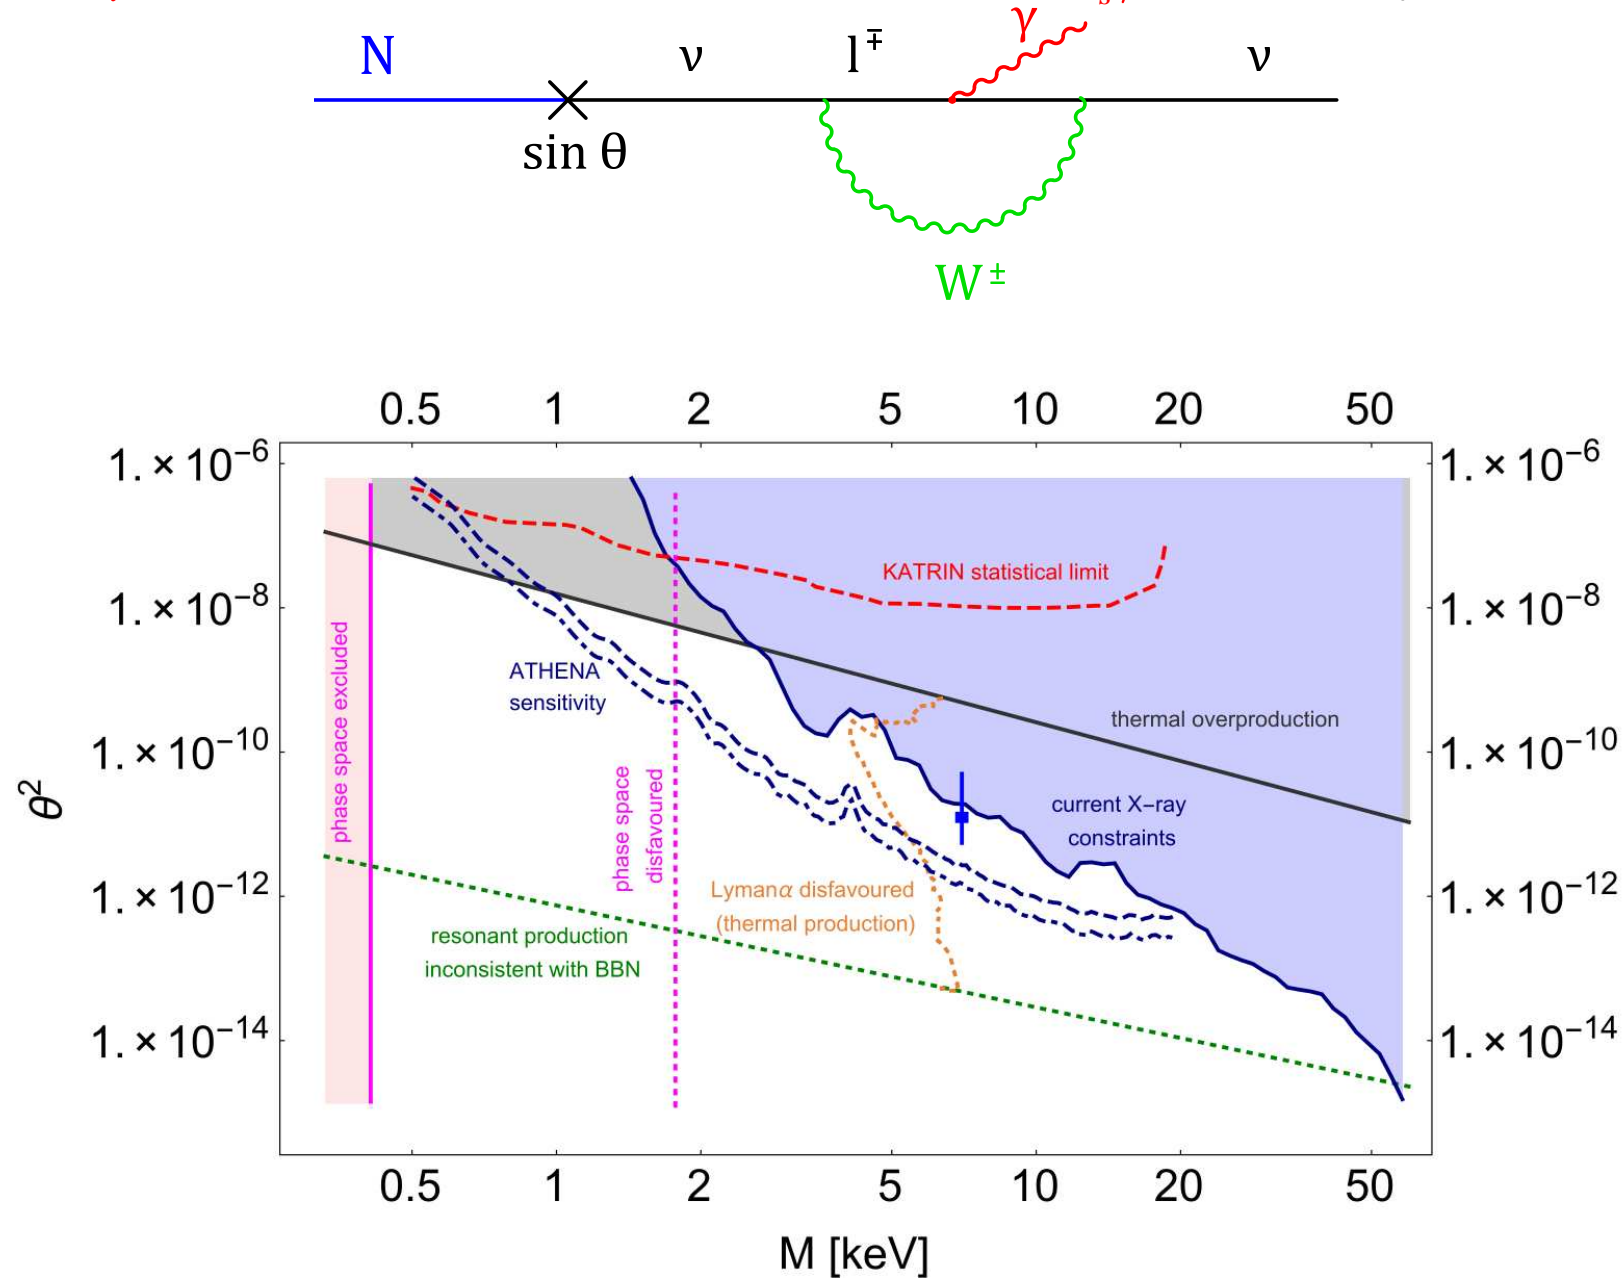 N
ν
l∓
γ
ν
sin θ
W±
0.5 1 2 5 10 20 50
1. × 10−6
1. × 10−8
1. × 10−10
1. × 10−12
1. × 10−14
1. × 10−6
1. × 10−8
1. × 10−10
1. × 10−12
1. × 10−14
θ2
phase space excluded
KATRIN statistical limit
ATHENA
sensitivity
thermal overproduction
phase space
disfavoured
current X−ray
constraints
Lymanα disfavoured
(thermal production)
resonant production
inconsistent with BBN
0.5 1 2 5 10 20 50
M [keV]